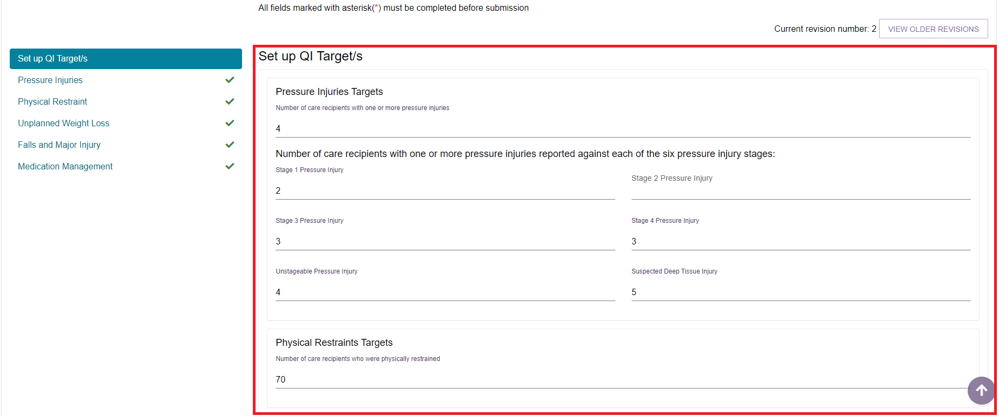 All fields marked with asterisk(*) must be completed before submission
Current revision number: 2 VIEW OLDER REVISIONS
Set up QI Target/s
Pressure Injuries
Physical Restraint
Unplanned Weight Loss
Falls and Major Injury
Medication Management
Set up QI Target/s
Pressure Injuries Targets
Number of care recipients with one or more pressure injuries
4
Number of care recipients with one or more pressure injuries reported against each of the six pressure injury stages:
Stage 1 Pressure Injury
2
Stage 2 Pressure Injury
Stage 3 Pressure Injury
3
Stage 4 Pressure Injury
3
Unstageable Pressure Injury
4
Suspected Deep Tissue Injury
5
Physical Restraints Targets
Number of care recipients who were physically restrained
70